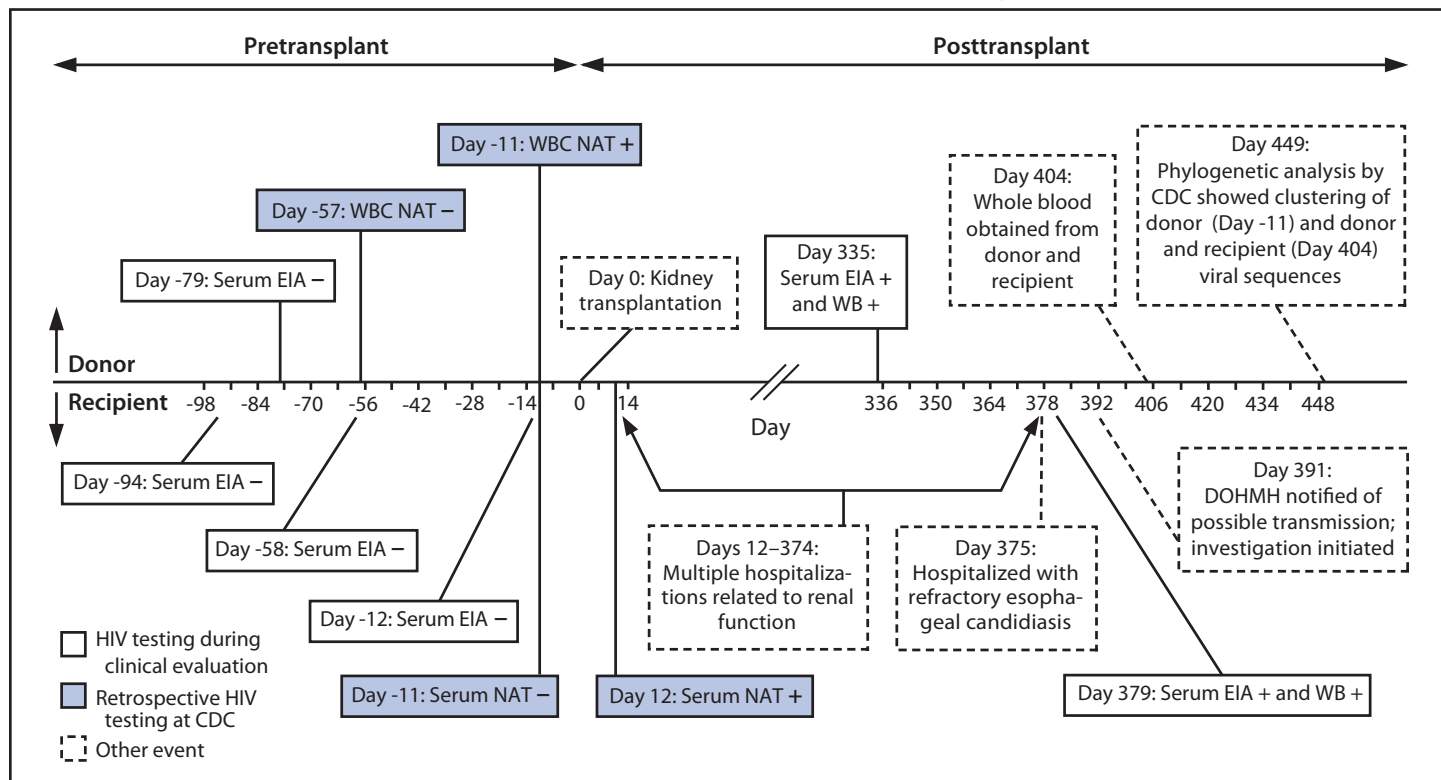 Pretransplant
Posttransplant
Day -11: WBC NAT +
Day -57: WBC NAT −
Day -79: Serum EIA −
Day 0: Kidney
transplantation
Day 335:
Serum EIA +
and WB +
Day 404:
Whole blood
obtained from
donor and
recipient
Day 449:
Phylogenetic analysis by
CDC showed clustering of
donor (Day -11) and donor
and recipient (Day 404)
viral sequences
Donor
Recipient
-98 -84 -70 -56 -42 -28 -14 0 14 336 350 364 378 392 406 420 434 448
Day
Day -94: Serum EIA −
Day -58: Serum EIA −
Day -12: Serum EIA −
Day -11: Serum NAT −
Day 12: Serum NAT +
Days 12–374:
Multiple hospitaliza-
tions related to renal
function
Day 375:
Hospitalized with
refractory esopha-
geal candidiasis
Day 391:
DOHMH notified of
possible transmission;
investigation initiated
Day 379: Serum EIA + and WB +
HIV testing during
clinical evaluation
Retrospective HIV
testing at CDC
Other event